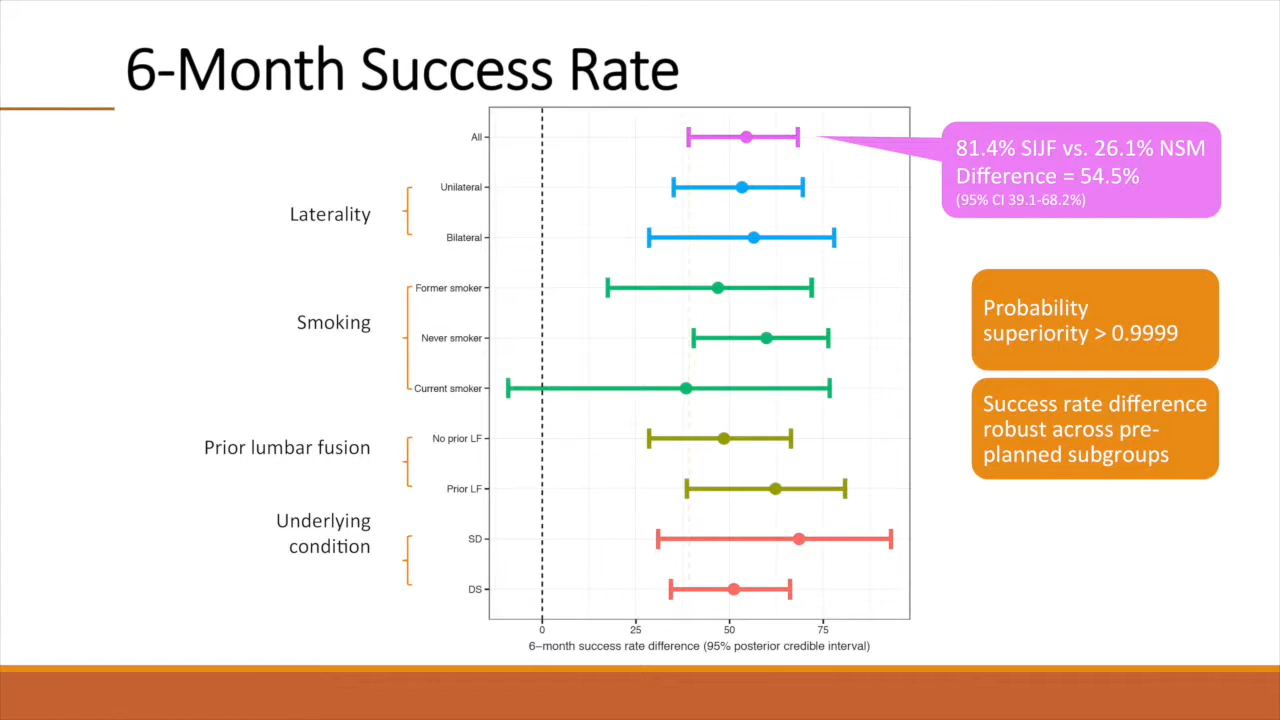 6-Month Success Rate
All
81.4% SIJF vs. 26.1% NSM
Difference = 54.5%
(95% CI 39.1-68.2%)
Laterality
Unilateral
Bilateral
Smoking
Former smoker
Never smoker
Current smoker
Probability
superiority > 0.9999
Success rate difference
robust across pre-
planned subgroups
Prior lumbar fusion
No prior LF
Prior LF
Underlying
condition
SD
DS
0 25 50 75
6–month success rate difference (95% posterior credible interval)